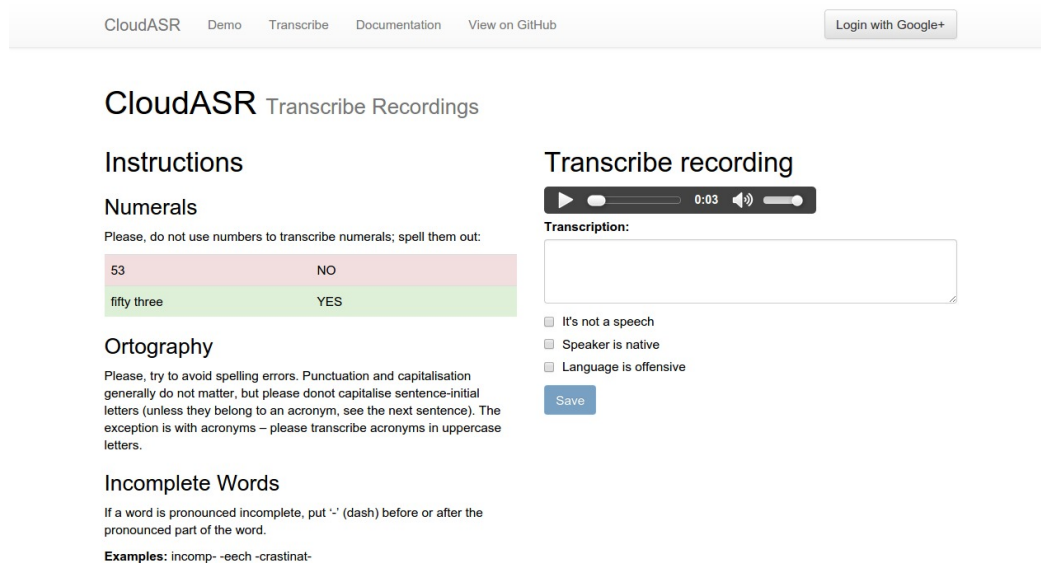 CloudASR Demo Transcribe Documentation View on GitHub Login with Google+
CloudASR Transcribe Recordings
Instructions
Numerals
Please, do not use numbers to transcribe numerals; spell them out:
53 NO
fifty three YES
Ortography
Please, try to avoid spelling errors. Punctuation and capitalisation
generally do not matter, but please donot capitalise sentence-initial
letters (unless they belong to an acronym, see the next sentence). The
exception is with acronyms – please transcribe acronyms in uppercase
letters.
Incomplete Words
If a word is pronounced incomplete, put ‘-’ (dash) before or after the
pronounced part of the word.
Examples: incomp- -eech -crastinat-
Transcribe recording
0:03
Transcription:
It's not a speech
Speaker is native
Language is offensive
Save